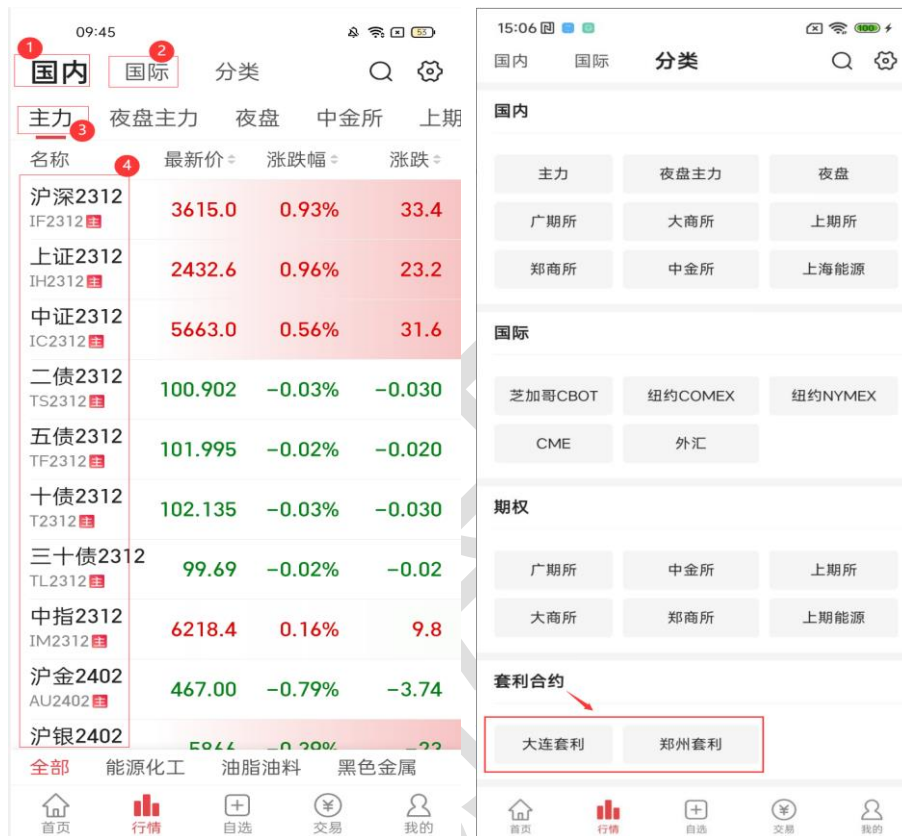 09:45
55
1
2
国内 国际 分类
主力 夜盘主力 夜盘 中金所 上期
3
名称 最新价 涨跌幅 涨跌
4
沪深2312
IF2312 主
3615.0 0.93% 33.4
上证2312
IH2312 主
2432.6 0.96% 23.2
中证2312
IC2312 主
5663.0 0.56% 31.6
二债2312
TS2312 主
100.902 -0.03% -0.030
五债2312
TF2312 主
101.995 -0.02% -0.020
十债2312
T2312 主
102.135 -0.03% -0.030
三十债2312
TL2312 主
99.69 -0.02% -0.02
中指2312
IM2312 主
6218.4 0.16% 9.8
沪金2402
AU2402 主
467.00 -0.79% -3.74
沪银2402
全部 能源化工 油脂油料 黑色金属
首页 行情 自选 交易 我的
15:06
100
国内 国际 分类
国内
主力 夜盘主力 夜盘
广期所 大商所 上期所
郑商所 中金所 上海能源
国际
芝加哥CBOT 纽约COMEX 纽约NYMEX
CME 外汇
期权
广期所 中金所 上期所
大商所 郑商所 上期能源
套利合约
大连套利 郑州套利
首页 行情 自选 交易 我的